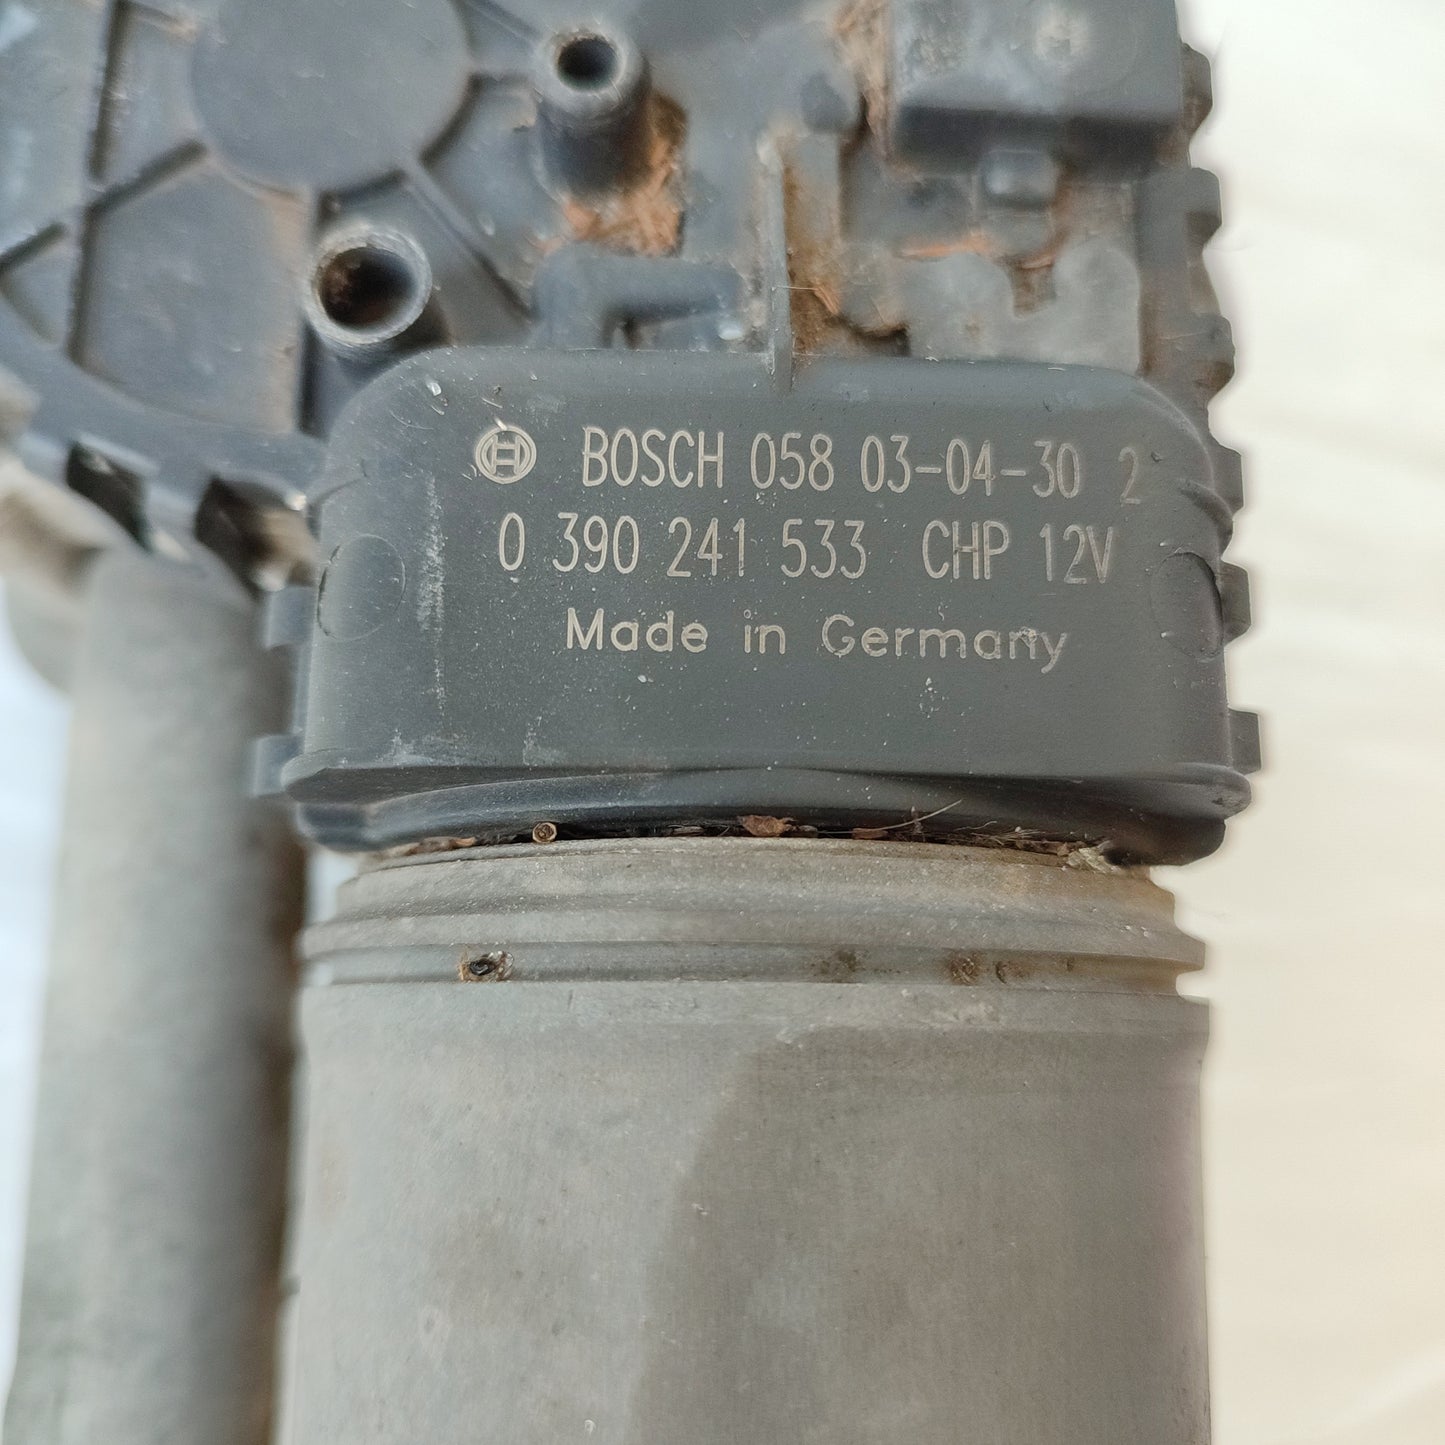 BOSCH 058 03-04-30 2
0 390 241 533 CHP 12V
Made in Germany